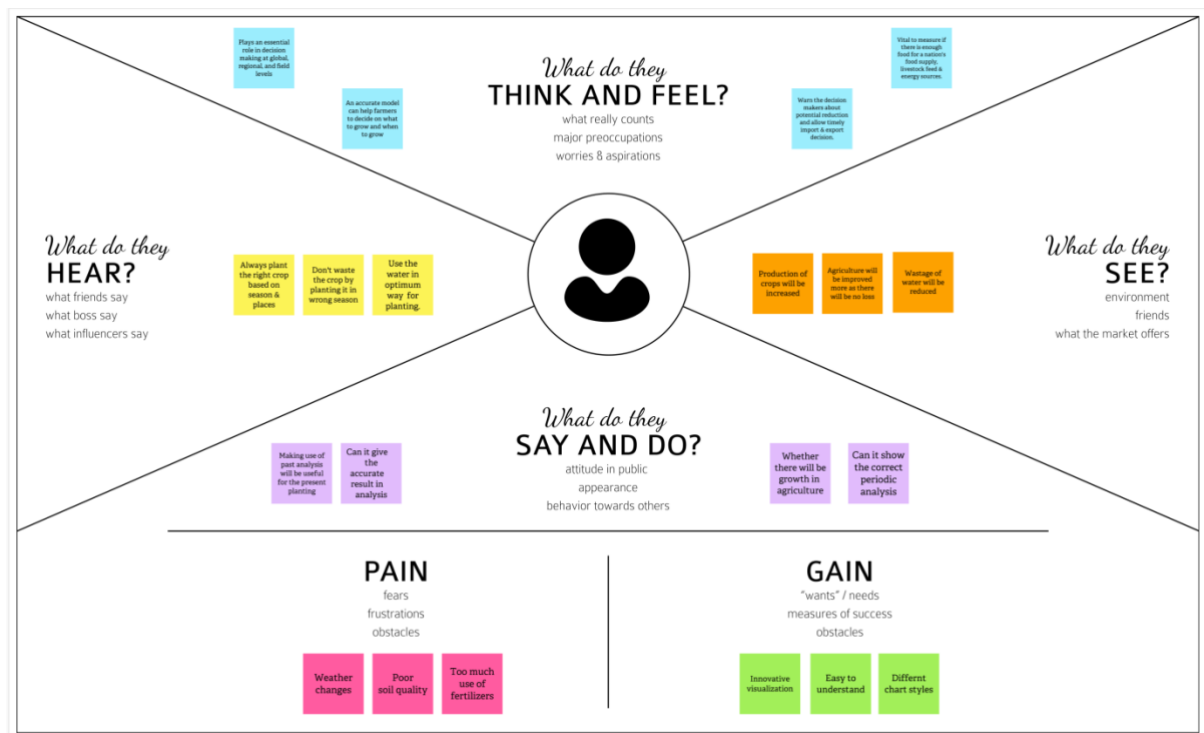 Plays an essential
role in decision
making at global,
regional, and field
levels
An accurate model
can help farmers
to decide on what
to grow and when
to grow
What do they
THINK AND FEEL?
what really counts
major preoccupations
worries & aspirations
Warn the decision
makers about
potential reduction
and allow timely
import & export
decision.
Vital to measure if
there is enough
food for a nation's
food supply,
livestock feed &
energy sources.
What do they
HEAR?
what friends say
what boss say
what influencers say
Always plant
the right crop
based on
season &
places
Don't waste
the crop by
planting it in
wrong season
Use the
water in
optimum
way for
planting.
Production of
crops will be
increased
Agriculture will
be improved
more as there
will be no loss
Wastage of
water will be
reduced
What do they
SEE?
environment
friends
what the market offers
Making use of
past analysis
will be useful
for the present
planting
Can it give
the
accurate
result in
analysis
What do they
SAY AND DO?
attitude in public
appearance
behavior towards others
Whether
there will be
growth in
agriculture
Can it show
the correct
periodic
analysis
PAIN
fears
frustrations
obstacles
Weather
changes
Poor
soil quality
Too much
use of
fertilizers
GAIN
"wants" / needs
measures of success
obstacles
Innovative
visualization
Easy to
understand
Differnt
chart styles